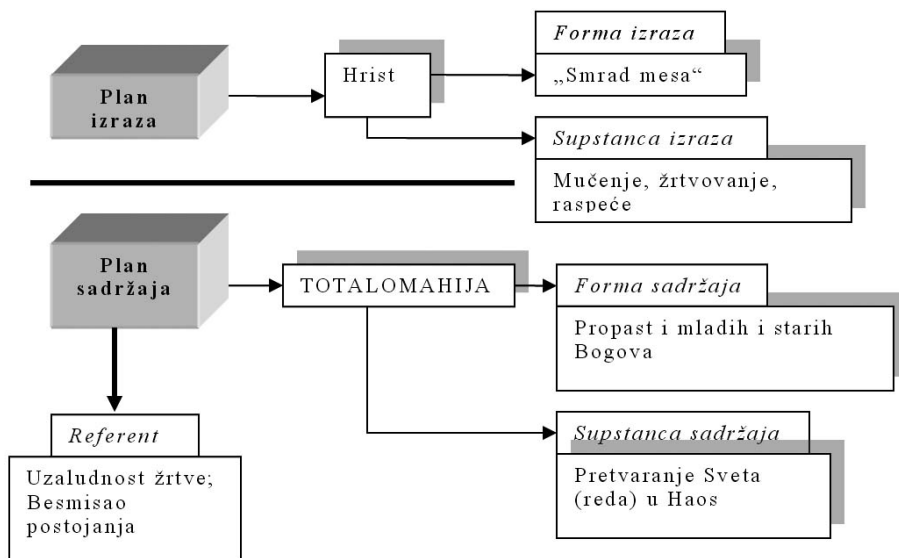 Plan
izraza
Hrist
Forma izraza
„Smrad mesa“
Supstanca izraza
Mučenje, žrtvovanje,
raspeće
Plan
sadržaja
TOTALOMAHIJA
Forma sadržaja
Propast i mladih i starih
Bogova
Referent
Uzaludnost žrtve;
Besmisao
postojanja
Supstanca sadržaja
Pretvaranje Sveta
(reda) u Haos